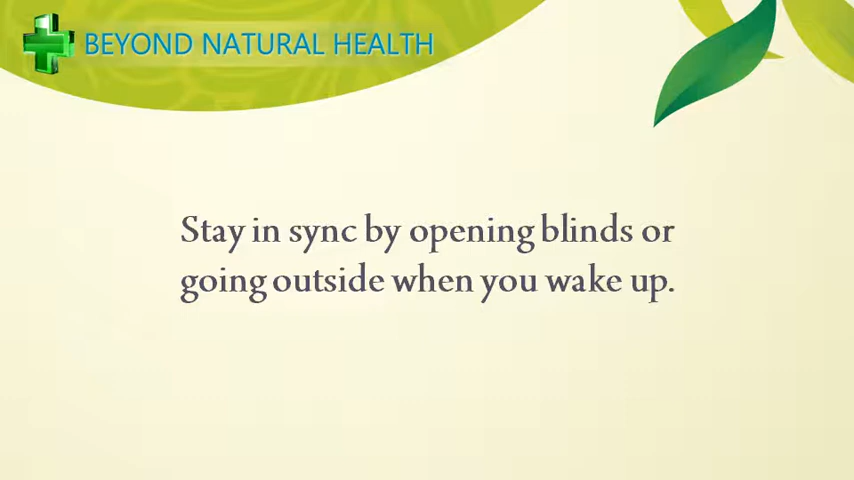 BEYOND NATURAL HEALTH
Stay in sync by opening blinds or
going outside when you wake up.